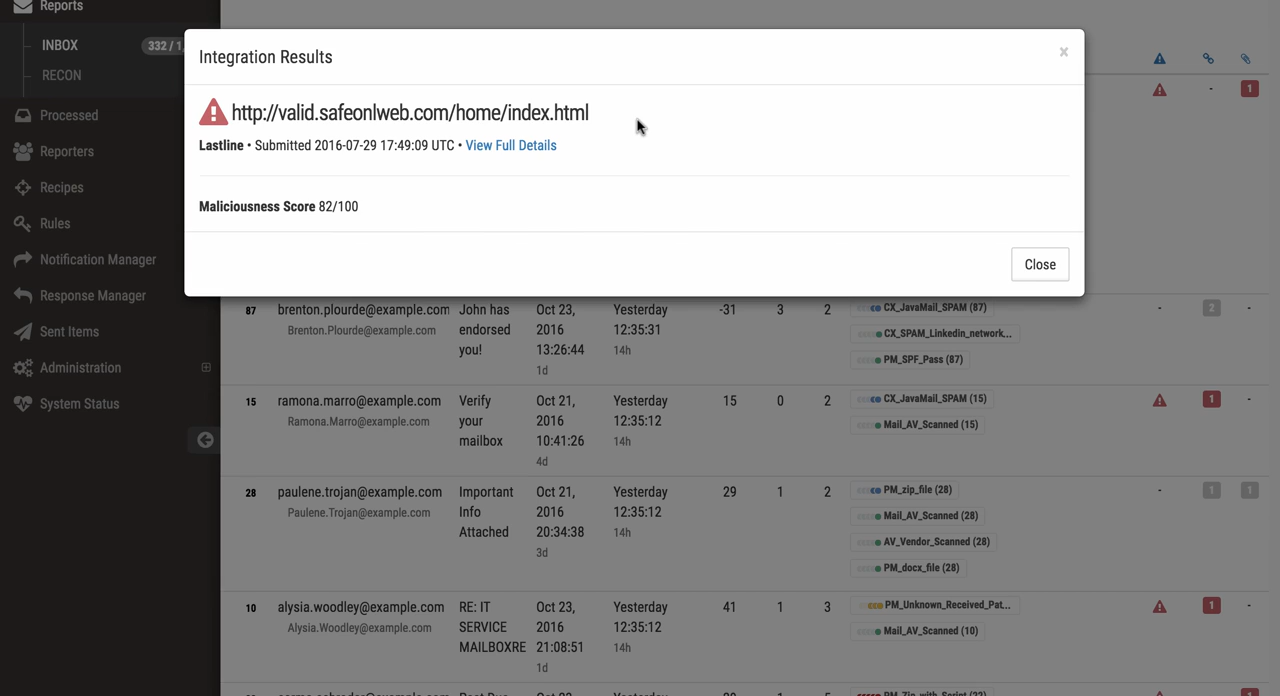 Reports
INBOX
332 / 1,
RECON
Processed
Reporters
Recipes
Rules
Notification Manager
Response Manager
Sent Items
Administration
System Status
Integration Results
×
http://valid.safeonlweb.com/home/index.html
Lastline • Submitted 2016-07-29 17:49:09 UTC • View Full Details
Maliciousness Score 82/100
Close
-
1
87
brenton.plourde@example.com
Brenton.Plourde@example.com
John has
endorsed
you!
Oct 23,
2016
13:26:44
1d
Yesterday
12:35:31
14h
-31
3
2
CX_JavaMail_SPAM (87)
CX_SPAM_Linkedin_network...
PM_SPF_Pass (87)
-
2
-
15
ramona.marro@example.com
Ramona.Marro@example.com
Verify
your
mailbox
Oct 21,
2016
10:41:26
4d
Yesterday
12:35:12
14h
15
0
2
CX_JavaMail_SPAM (15)
Mail_AV_Scanned (15)
1
-
28
paulene.trojan@example.com
Paulene.Trojan@example.com
Important
Info
Attached
Oct 21,
2016
20:34:38
3d
Yesterday
12:35:12
14h
29
1
2
PM_zip_file (28)
Mail_AV_Scanned (28)
AV_Vendor_Scanned (28)
PM_docx_file (28)
-
1
1
10
alysia.woodley@example.com
Alysia.Woodley@example.com
RE: IT
SERVICE
MAILBOXRE
Oct 23,
2016
21:08:51
1d
Yesterday
12:35:12
14h
41
1
3
PM_Unknown_Received_Pat...
Mail_AV_Scanned (10)
1
-